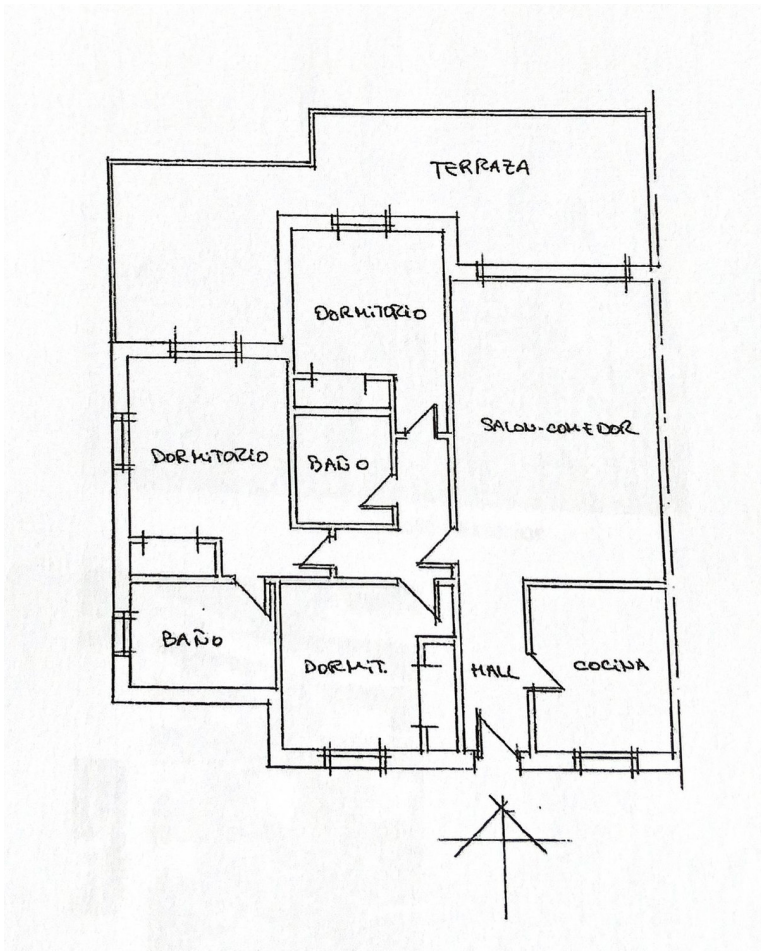 TERRAZA
DORMITORIO
SALON-COMEDOR
DORMITORIO
BAÑO
BAÑO
DORMIT.
HALL
COCINA